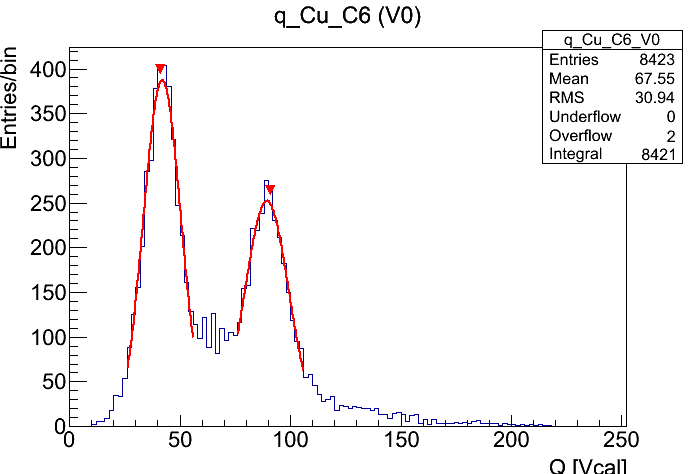 q_Cu_C6 (V0)
q_Cu_C6_V0
Entries 8423
Mean 67.55
RMS 30.94
Underflow 0
Overflow 2
Integral 8421
Entries/bin
400
350
300
250
200
150
100
50
0
0 50 100 150 200 250
Q [Vcal]